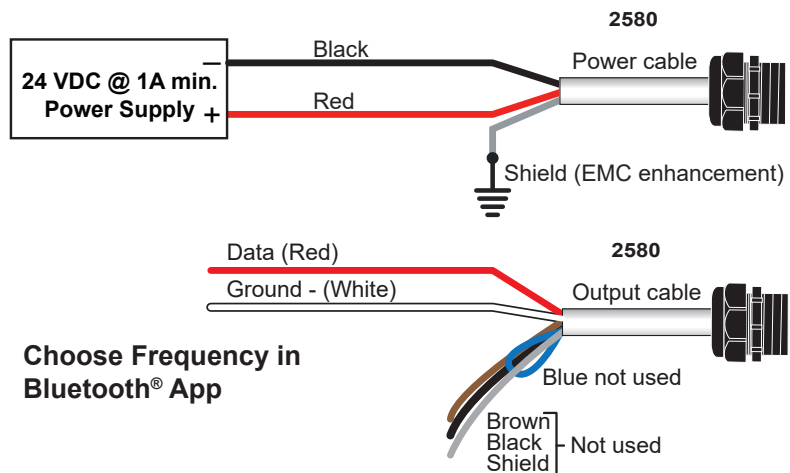 2580
Black
Power cable
24 VDC @ 1A min.
Power Supply
–
+
Red
Shield (EMC enhancement)
2580
Data (Red)
Ground - (White)
Output cable
Choose Frequency in
Bluetooth® App
Blue not used
Brown
Black
Shield
Not used